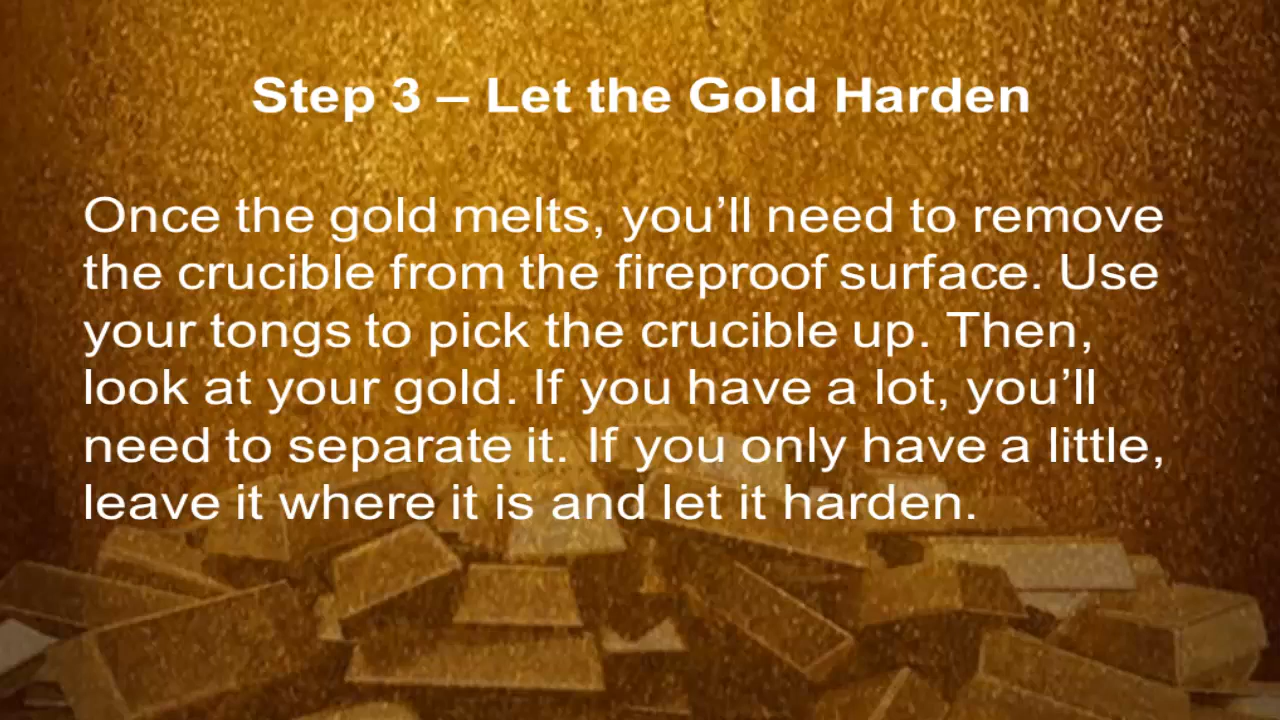 Step 3 – Let the Gold Harden
Once the gold melts, you’ll need to remove
the crucible from the fireproof surface. Use
your tongs to pick the crucible up. Then,
look at your gold. If you have a lot, you’ll
need to separate it. If you only have a little,
leave it where it is and let it harden.